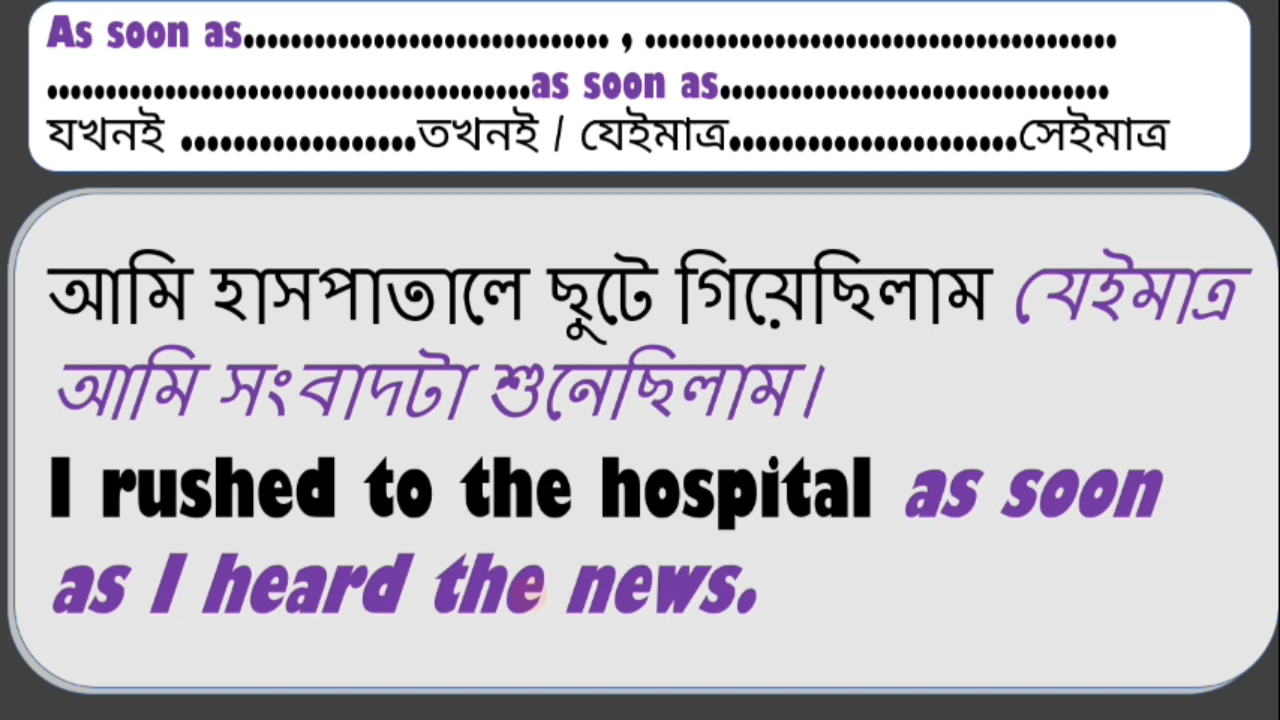 As soon as............................... , ........................................
.........................................as soon as.................................
যখনই ..................তখনই / যেইমাত্র......................সেইমাত্র
আমি হাসপাতালে ছুটে গিয়েছিলাম যেইমাত্র
আমি সংবাদটা শুনেছিলাম।
I rushed to the hospital as soon
as I heard the news.